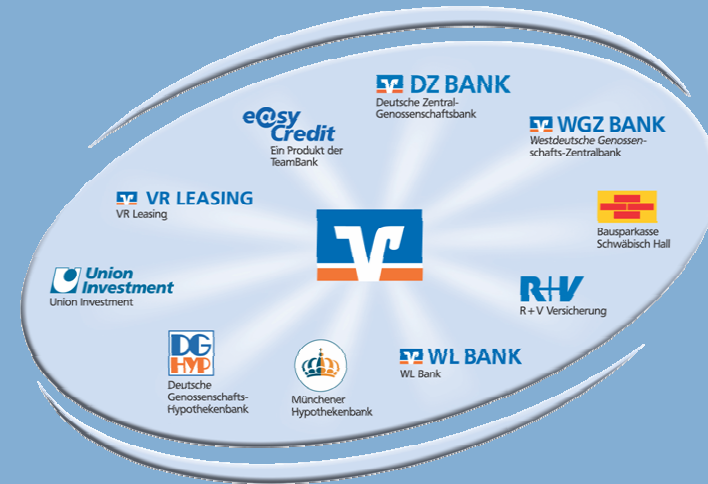 DZ BANK
Deutsche Zentral-
Genossenschaftsbank
e@sy
Credit
Ein Produkt der
TeamBank
WGZ BANK
Westdeutsche Genossen-
schafts-Zentralbank
VR LEASING
VR Leasing
Bausparkasse
Schwäbisch Hall
Union
Investment
Union Investment
R+V
R+V Versicherung
DG
HYP
Deutsche
Genossenschafts-
Hypothekenbank
Münchener
Hypothekenbank
WL BANK
WL Bank